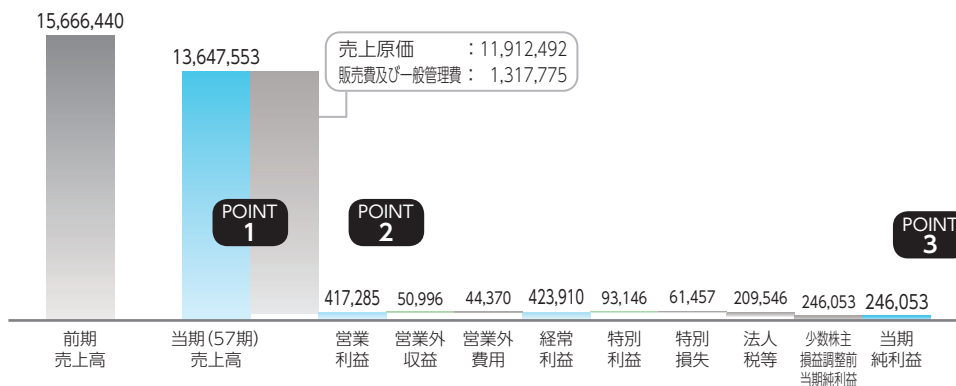 15,666,440
13,647,553
売上原価 ：11,912,492
販売費及び一般管理費： 1,317,775
POINT
1
POINT
2
POINT
3
417,285
50,996
44,370
423,910
93,146
61,457
209,546
246,053
246,053
前期
売上高
当期(57期)
売上高
営業
利益
営業外
収益
営業外
費用
経常
利益
特別
利益
特別
損失
法人
税等
少数株主
損益調整前
当期純利益
当期
純利益